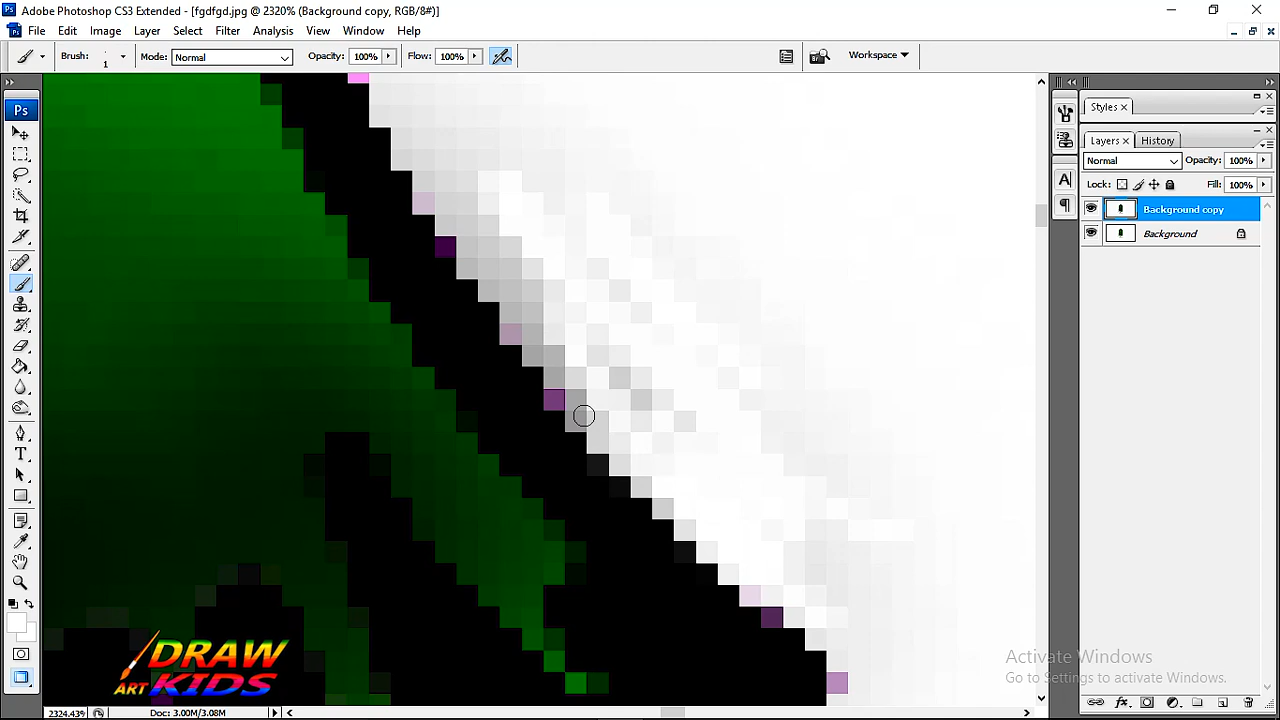 Adobe Photoshop CS3 Extended - [fgdfgd.jpg @ 2320% (Background copy, RGB/8#)]
File Edit Image Layer Select Filter Analysis View Window Help
Brush: 1 Mode: Normal Opacity: 100% Flow: 100% Workspace
Ps
Styles ×
Layers × History
Normal Opacity: 100%
Lock: Fill: 100%
Background copy
Background
DRAW
ART KIDS
Activate Windows
Go to Settings to activate Windows.
2324.43% Doc: 3.00M/3.08M